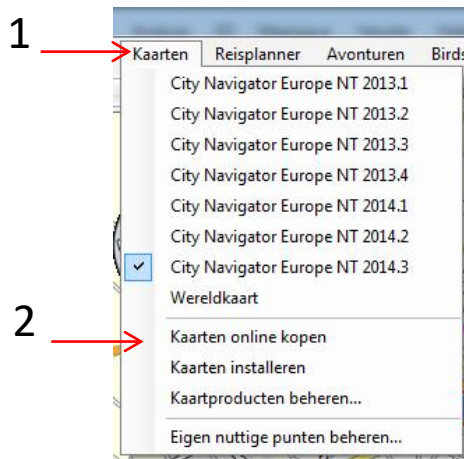 1
Kaarten Reisplanner Avonturen Birds
City Navigator Europe NT 2013.1
City Navigator Europe NT 2013.2
City Navigator Europe NT 2013.3
City Navigator Europe NT 2013.4
City Navigator Europe NT 2014.1
City Navigator Europe NT 2014.2
City Navigator Europe NT 2014.3
Wereldkaart
2
Kaarten online kopen
Kaarten installeren
Kaartproducten beheren...
Eigen nuttige punten beheren...